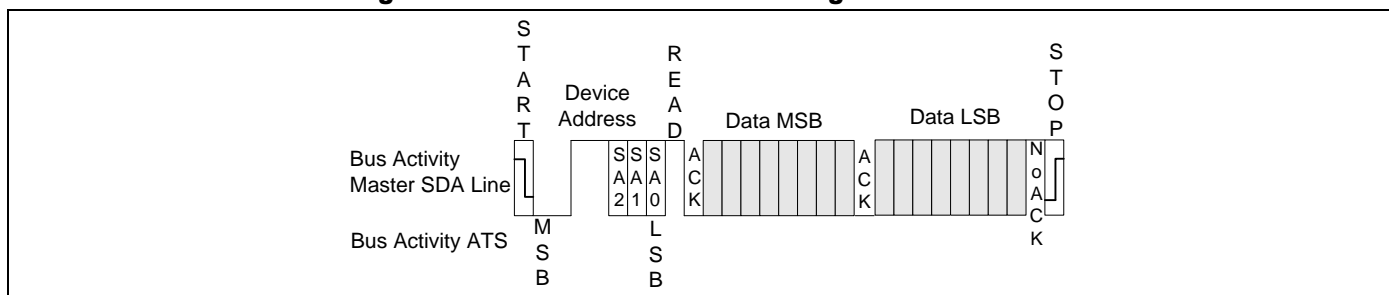 START
READ
STOP
Device
Address
Data MSB
Data LSB
Bus Activity
Master SDA Line
SA2
SA1
SA0
ACK
ACK
NoACK
Bus Activity ATS
MSB
LSB